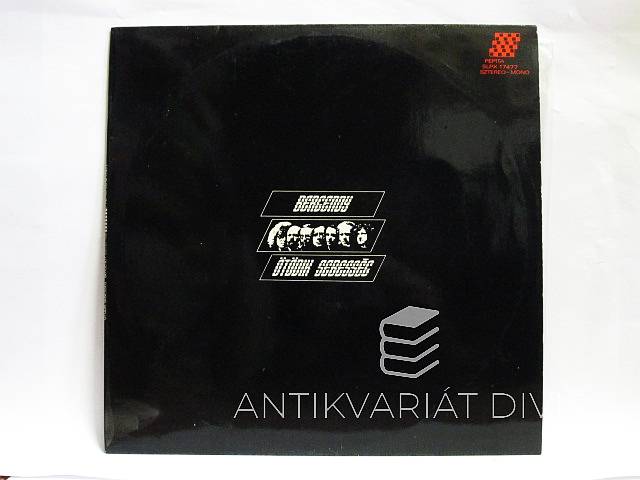 PEPITA
SLPX 17477
SZTEREO-MONO
BERGENDY
ÖTÖDIK SEBESSÉG
ANTIKVARIÁT DIV